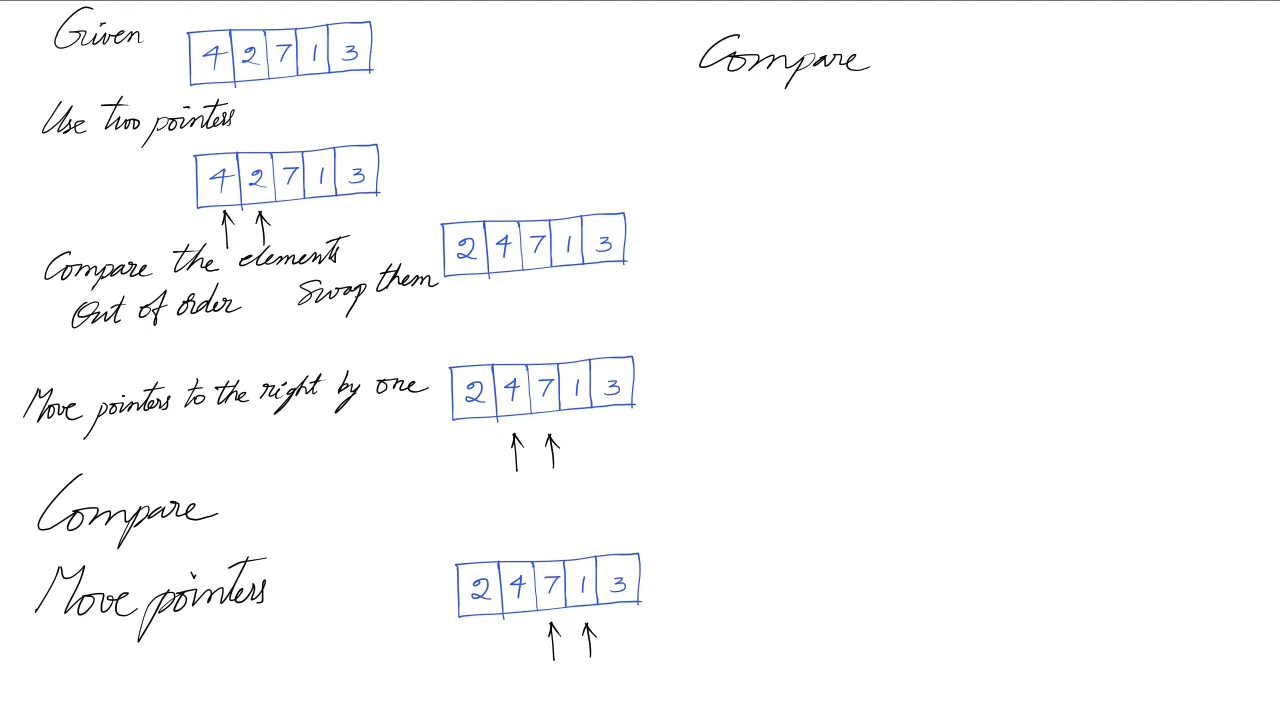 Given
4 2 7 1 3
Use two pointers
4 2 7 1 3
Compare the elements
Out of order Swap them
2 4 7 1 3
Move pointers to the right by one
2 4 7 1 3
Compare
Move pointers
2 4 7 1 3
Compare